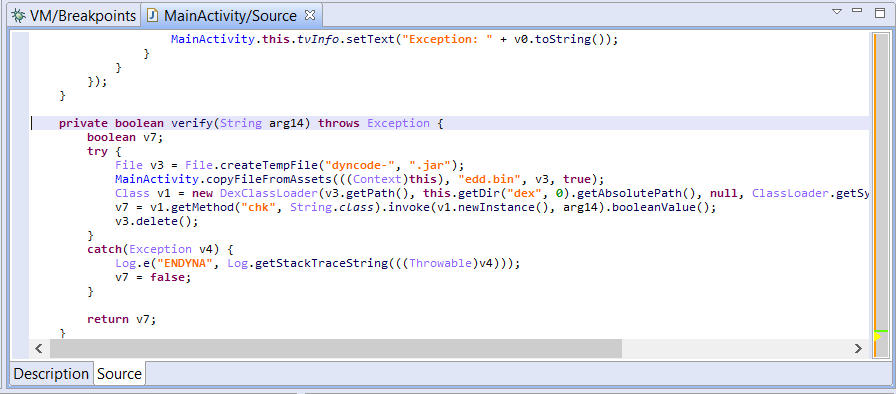 VM/Breakpoints
MainActivity/Source
MainActivity.this.tvInfo.setText("Exception: " + v0.toString());
}
}
});
}
private boolean verify(String arg14) throws Exception {
boolean v7;
try {
File v3 = File.createTempFile("dyncode-", ".jar");
MainActivity.copyFileFromAssets(((Context)this), "edd.bin", v3, true);
Class v1 = new DexClassLoader(v3.getPath(), this.getDir("dex", 0).getAbsolutePath(), null, ClassLoader.getSy
v7 = v1.getMethod("chk", String.class).invoke(v1.newInstance(), arg14).booleanValue();
v3.delete();
}
catch(Exception v4) {
Log.e("ENDYNA", Log.getStackTraceString(((Throwable)v4)));
v7 = false;
}
return v7;
}
Description
Source